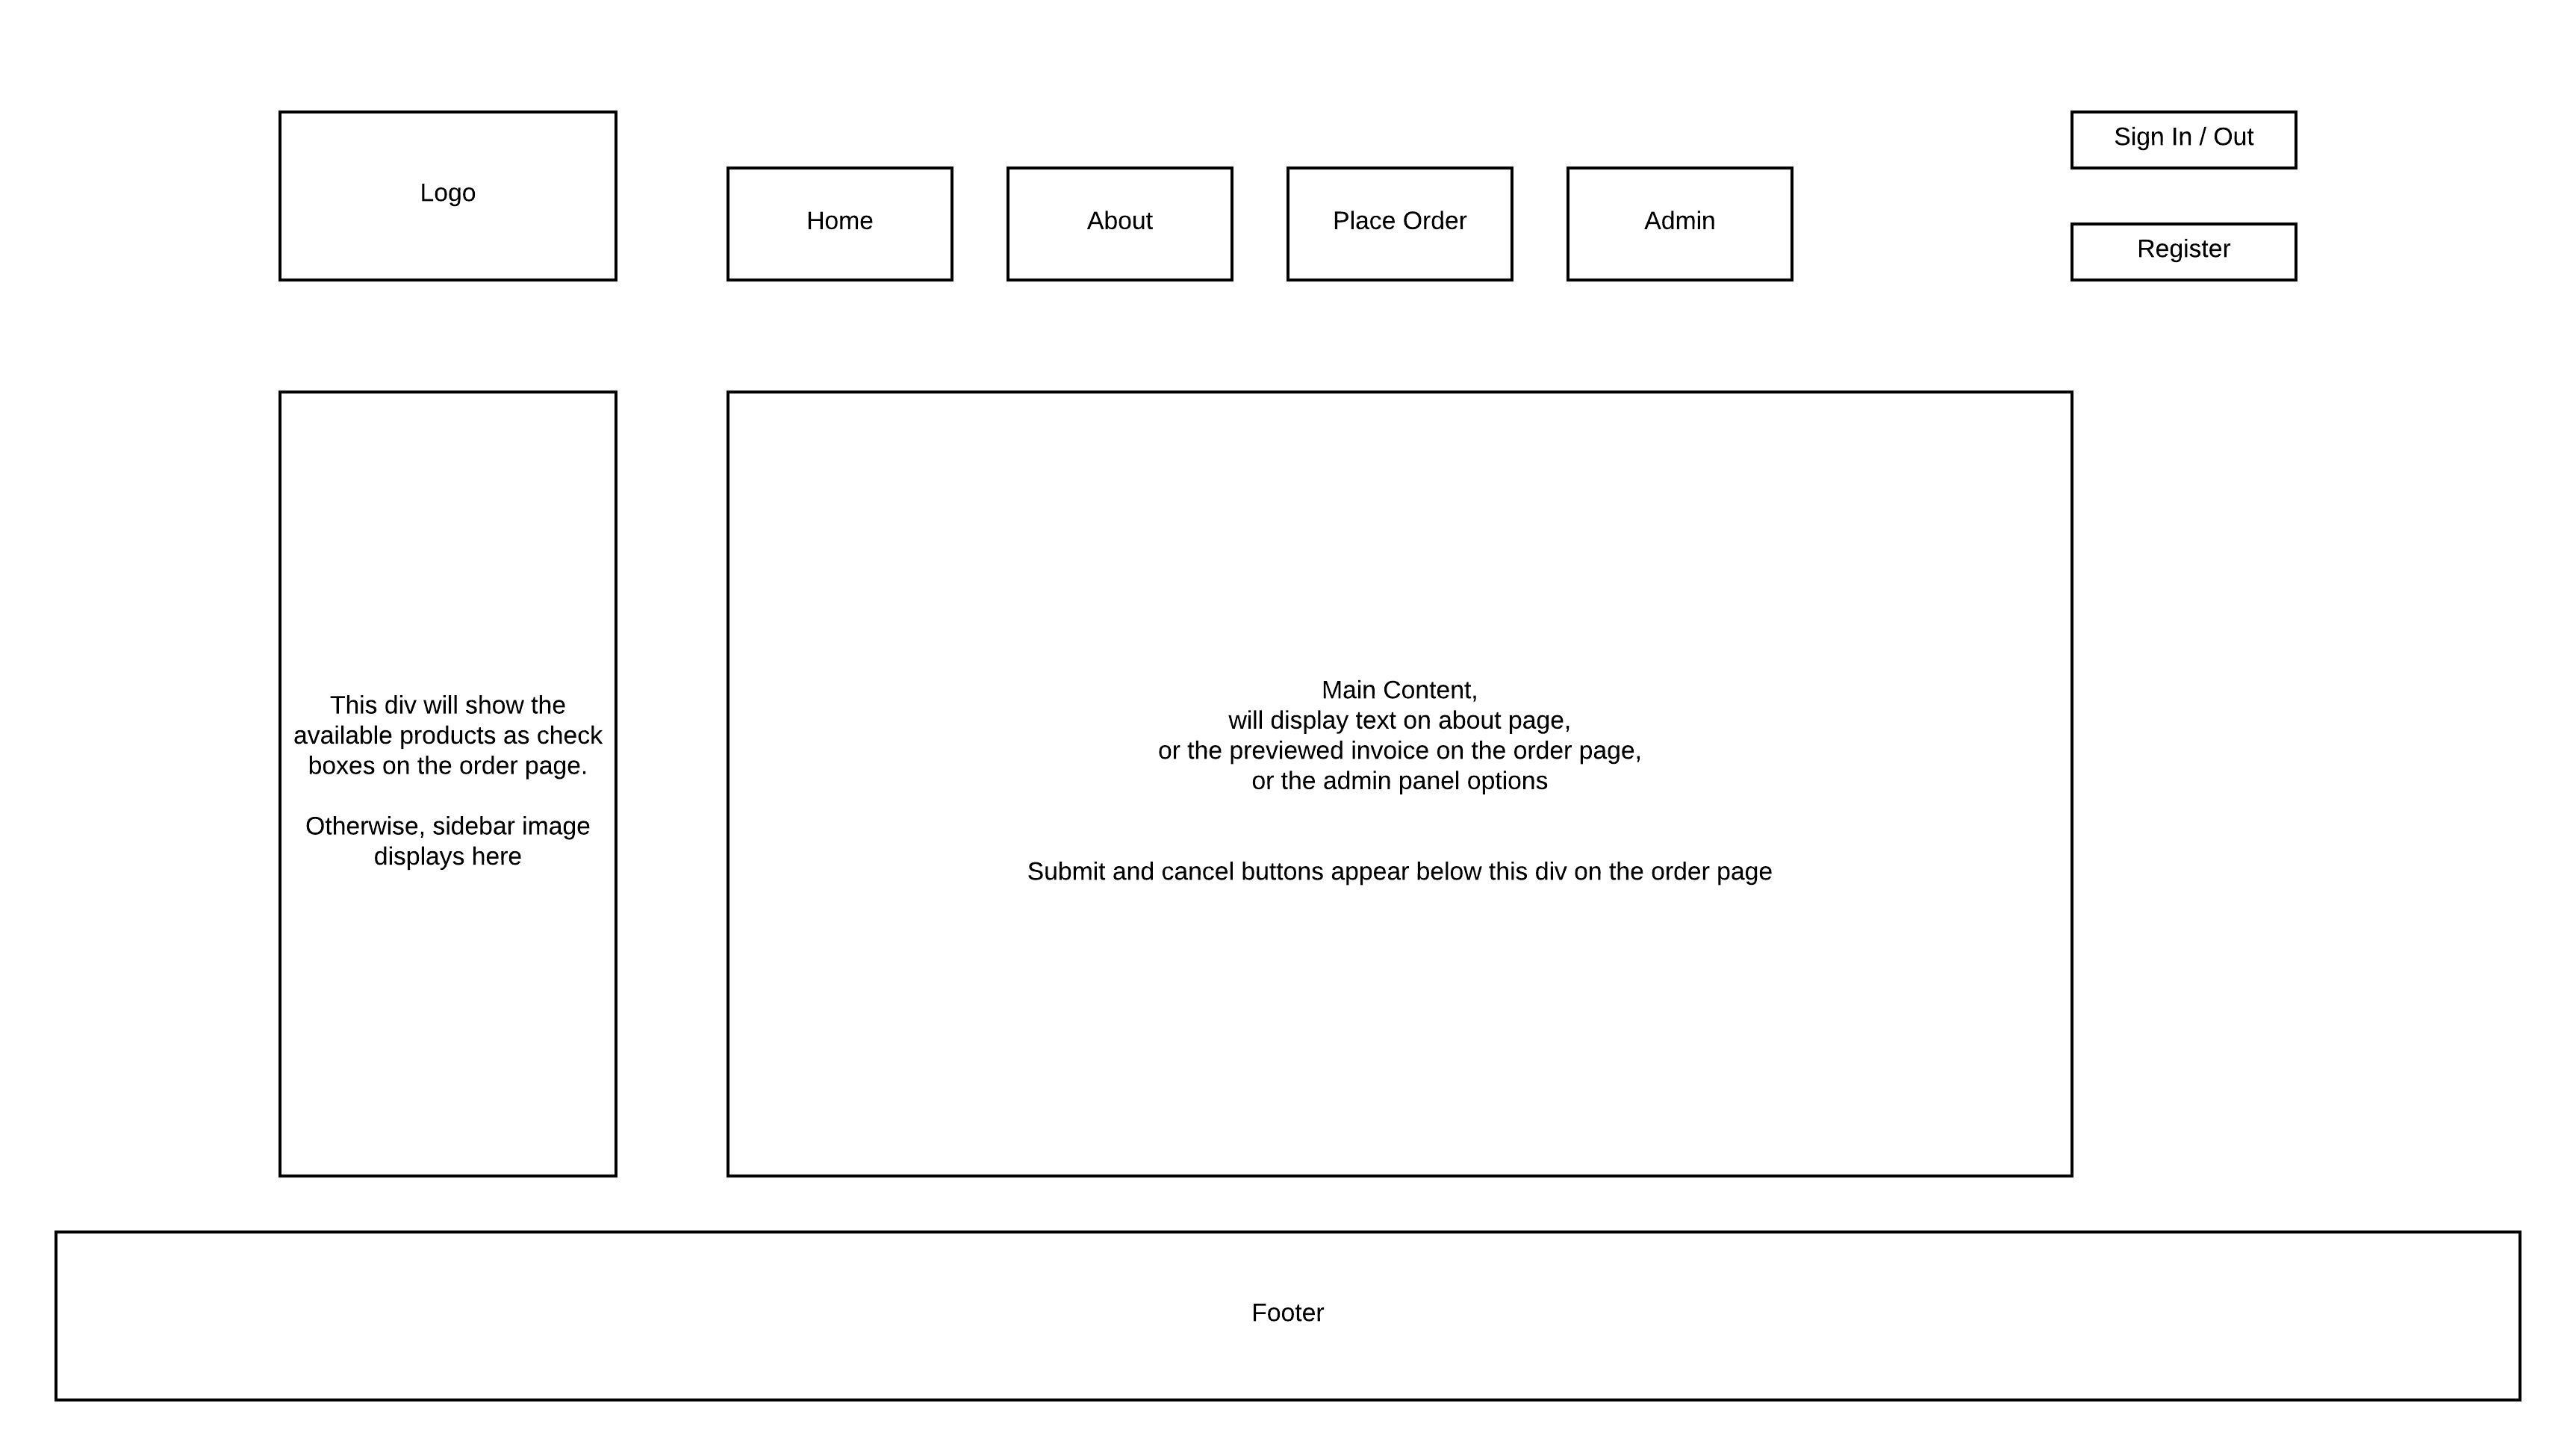 Logo
Home
About
Place Order
Admin
Sign In / Out
Register
This div will show the
available products as check
boxes on the order page.
Otherwise, sidebar image
displays here
Main Content,
will display text on about page,
or the previewed invoice on the order page,
or the admin panel options
Submit and cancel buttons appear below this div on the order page
Footer